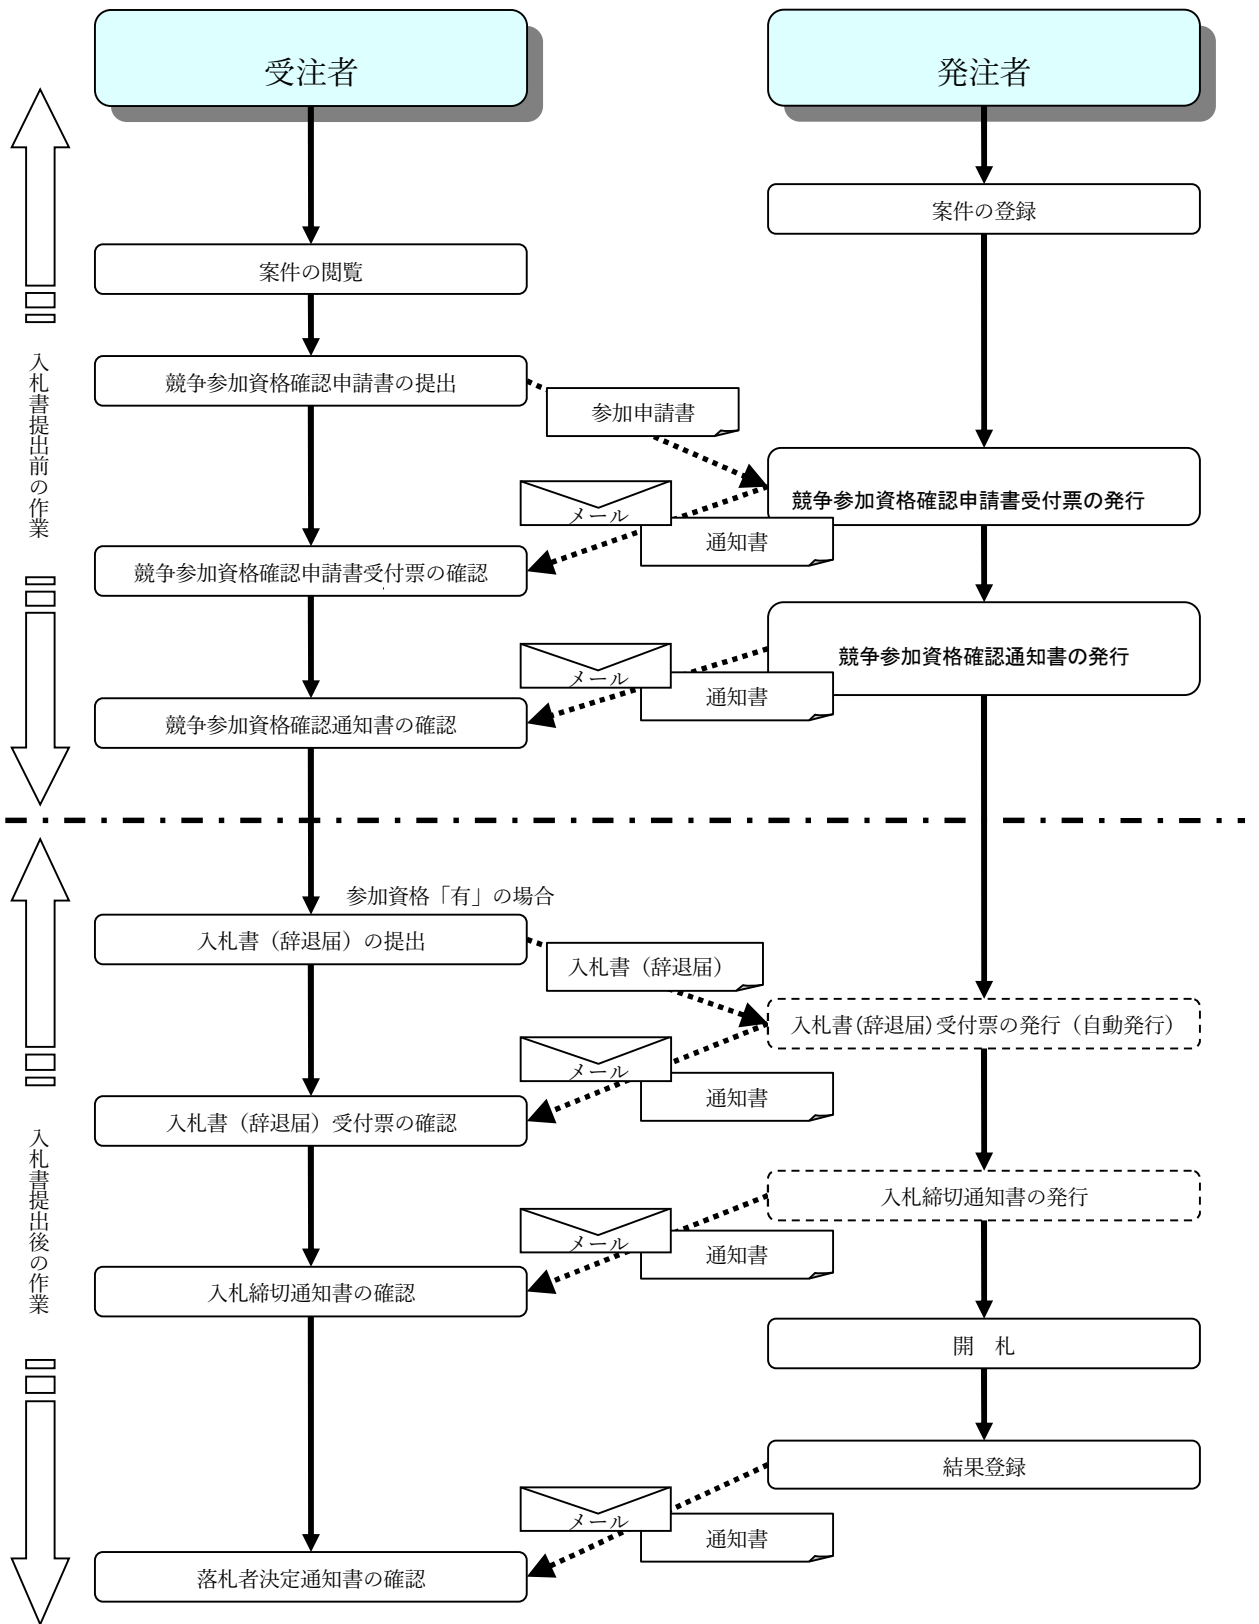 受注者
発注者
案件の登録
案件の閲覧
競争参加資格確認申請書の提出
参加申請書
入札書提出前の作業
競争参加資格確認申請書受付票の発行
メール
通知書
競争参加資格確認申請書受付票の確認
競争参加資格確認通知書の発行
メール
通知書
競争参加資格確認通知書の確認
参加資格「有」の場合
入札書（辞退届）の提出
入札書（辞退届）
入札書(辞退届)受付票の発行（自動発行）
メール
通知書
入札書（辞退届）受付票の確認
入札書提出後の作業
入札締切通知書の発行
メール
通知書
入札締切通知書の確認
開　札
結果登録
メール
通知書
落札者決定通知書の確認